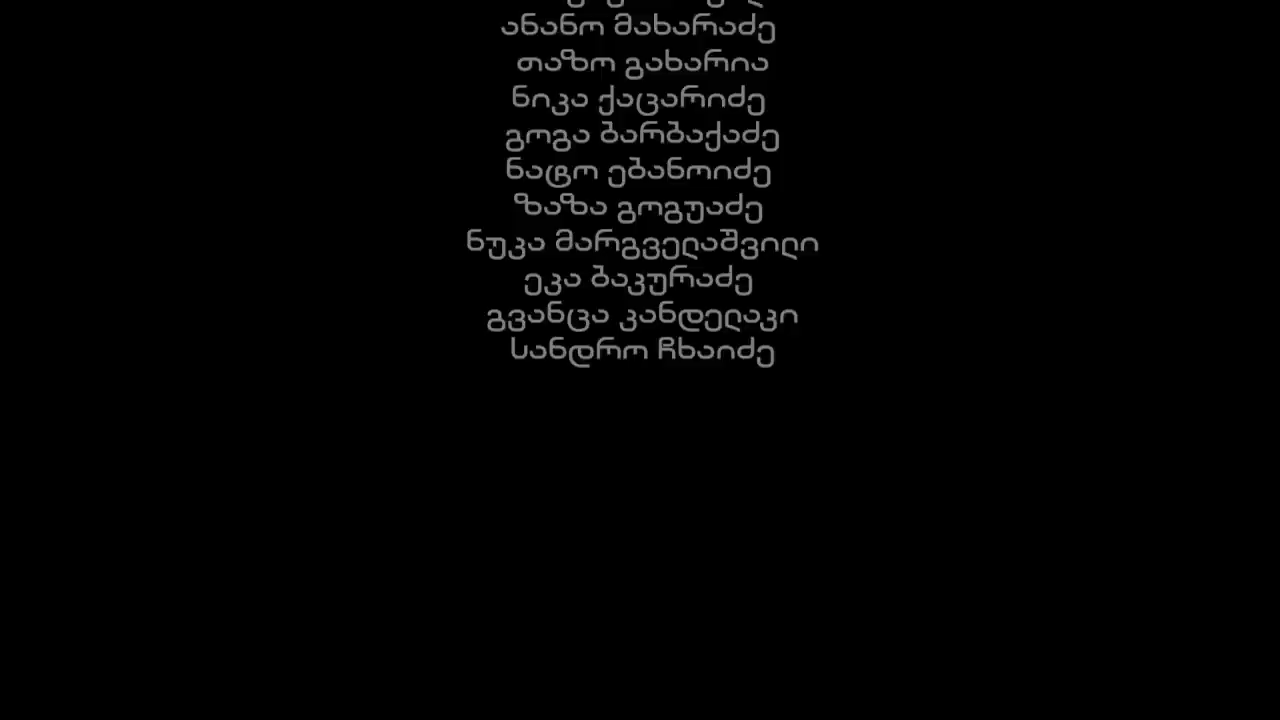 ანანო მახარაძე
თაზო გახარია
ნიკა ქაცარიძე
გოგა ბარბაქაძე
ნატო ებანოიძე
ზაზა გოგუაძე
ნუკა მარგველაშვილი
ეკა ბაკურაძე
გვანცა კანდელაკი
სანდრო ჩხაიძე